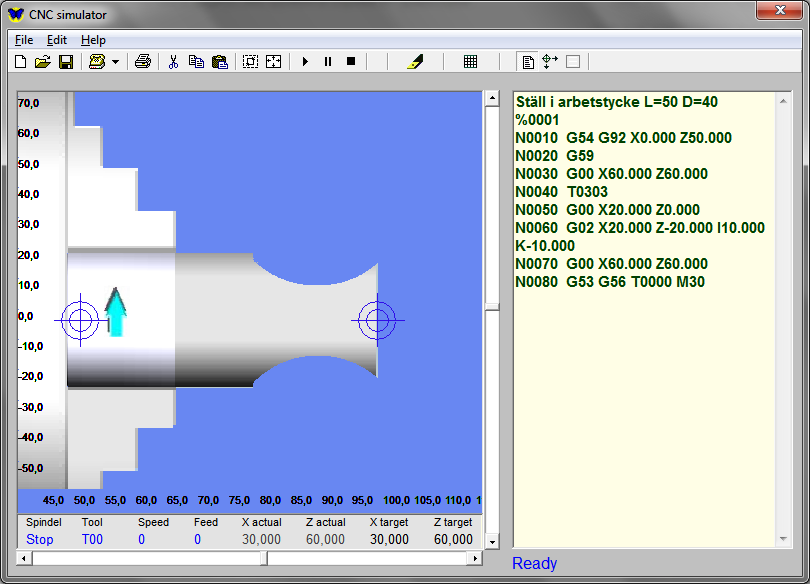 CNC simulator
File Edit Help
70,0
60,0
50,0
40,0
30,0
20,0
10,0
0,0
-10,0
-20,0
-30,0
-40,0
-50,0
45,0 50,0 55,0 60,0 65,0 70,0 75,0 80,0 85,0 90,0 95,0 100,0 105,0 110,0 1
Spindel Tool Speed Feed X actual Z actual X target Z target
Stop T00 0 0 30,000 60,000 30,000 60,000
Ställ i arbetstycke L=50 D=40
%0001
N0010 G54 G92 X0.000 Z50.000
N0020 G59
N0030 G00 X60.000 Z60.000
N0040 T0303
N0050 G00 X20.000 Z0.000
N0060 G02 X20.000 Z-20.000 I10.000
K-10.000
N0070 G00 X60.000 Z60.000
N0080 G53 G56 T0000 M30
Ready